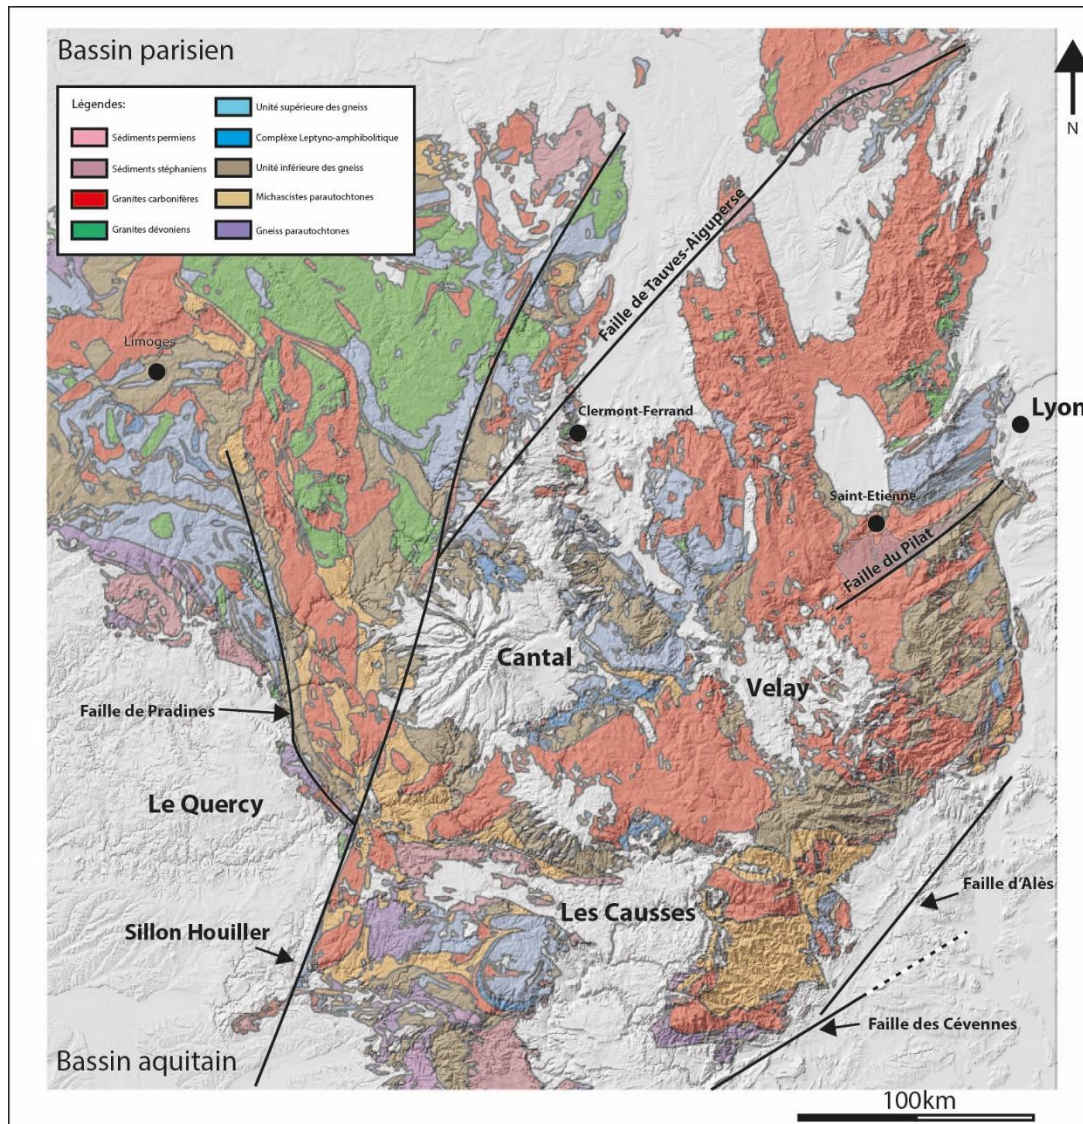 Bassin parisien
Légendes:
Sédiments permiens
Sédiments stéphaniens
Granites carbonifères
Granites dévoniens
Unité supérieure des gneiss
Complèxe Leptyno-amphibolitique
Unité inférieure des gneiss
Michascistes parautochtones
Gneiss parautochtones
N
Faille de Tauves-Aiguperse
Limoges
Clermont-Ferrand
Lyon
Saint-Etienne
Faille du Pilat
Cantal
Velay
Faille de Pradines
Le Quercy
Faille d'Alès
Les Causses
Sillon Houiller
Faille des Cévennes
Bassin aquitain
100km